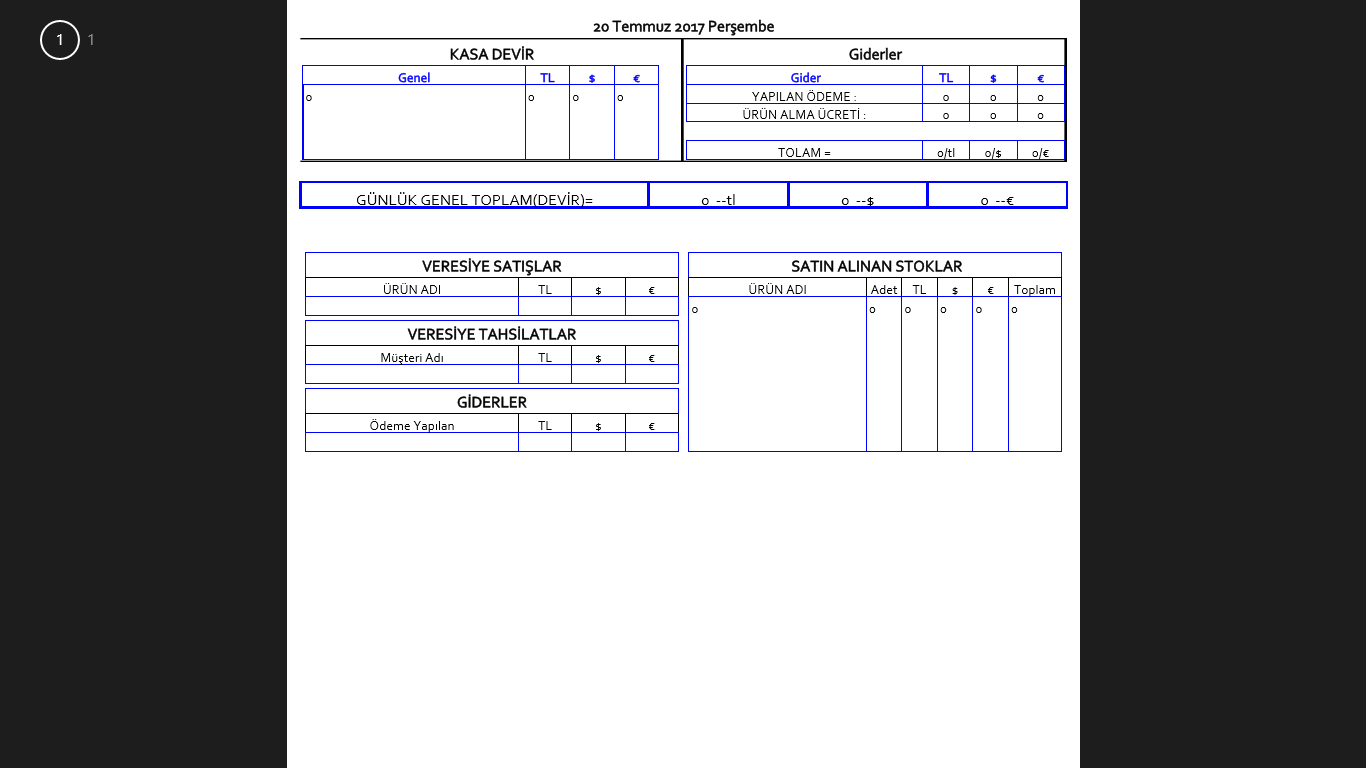 1 1
20 Temmuz 2017 Perşembe
KASA DEVİR
Genel TL $ €
o o o o
Giderler
Gider TL $ €
YAPILAN ÖDEME : o o o
ÜRÜN ALMA ÜCRETİ : o o o
TOLAM = o/tl o/$ o/€
GÜNLÜK GENEL TOPLAM(DEVİR)= o --tl o --$ o --€
VERESİYE SATIŞLAR
ÜRÜN ADI TL $ €
VERESİYE TAHSİLATLAR
Müşteri Adı TL $ €
GİDERLER
Ödeme Yapılan TL $ €
SATIN ALINAN STOKLAR
ÜRÜN ADI Adet TL $ € Toplam
o o o o o o